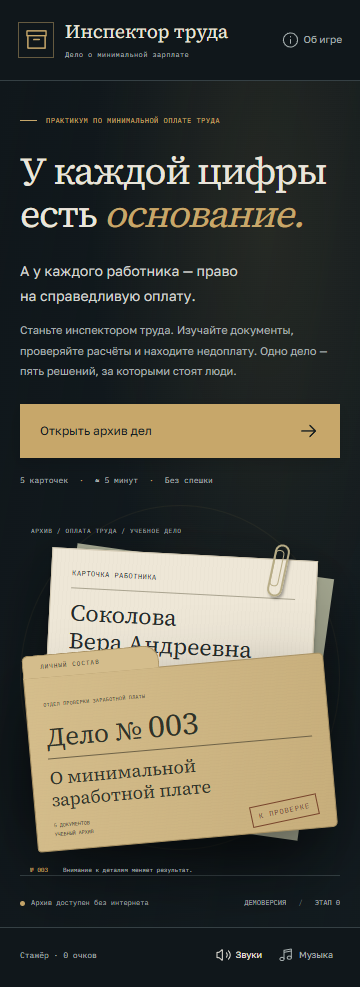 Инспектор труда
Дело о минимальной зарплате
Об игре
ПРАКТИКУМ ПО МИНИМАЛЬНОЙ ОПЛАТЕ ТРУДА
У каждой цифры
есть основание.
А у каждого работника — право
на справедливую оплату.
Станьте инспектором труда. Изучайте документы,
проверяйте расчёты и находите недоплату. Одно дело —
пять решений, за которыми стоят люди.
Открыть архив дел
5 карточек · ≈ 5 минут · Без спешки
АРХИВ / ОПЛАТА ТРУДА / УЧЕБНОЕ ДЕЛО
КАРТОЧКА РАБОТНИКА
Соколова
Вера Андреевна
ЛИЧНЫЙ СОСТАВ
ОТДЕЛ ПРОВЕРКИ ЗАРАБОТНОЙ ПЛАТЫ
Дело № 003
О минимальной
заработной плате
5 ДОКУМЕНТОВ
УЧЕБНЫЙ АРХИВ
К ПРОВЕРКЕ
№ 003 Внимание к деталям меняет результат.
Архив доступен без интернета
ДЕМОВЕРСИЯ / ЭТАП 0
Стажёр · 0 очков
Звуки
Музыка